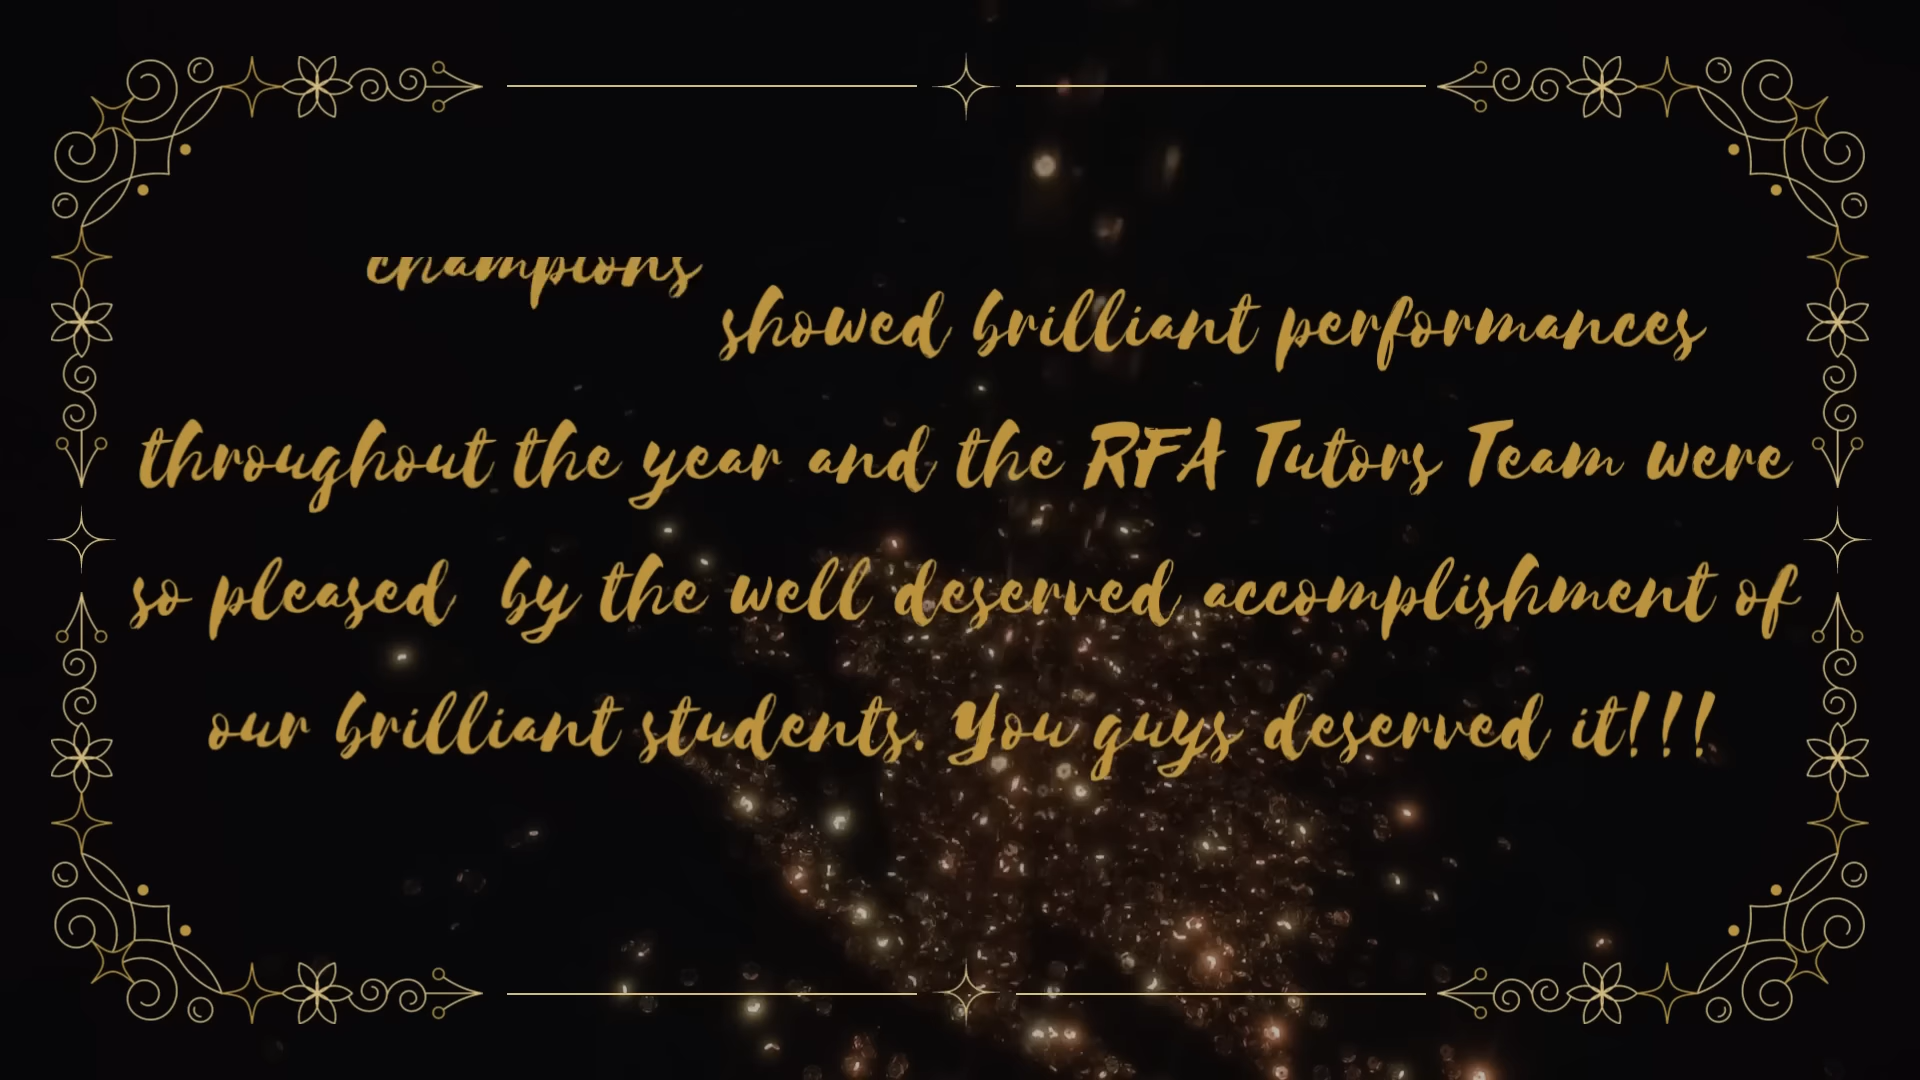 champions showed brilliant performances
throughout the year and the RFA Tutors Team were
so pleased by the well deserved accomplishment of
our brilliant students. You guys deserved it!!!